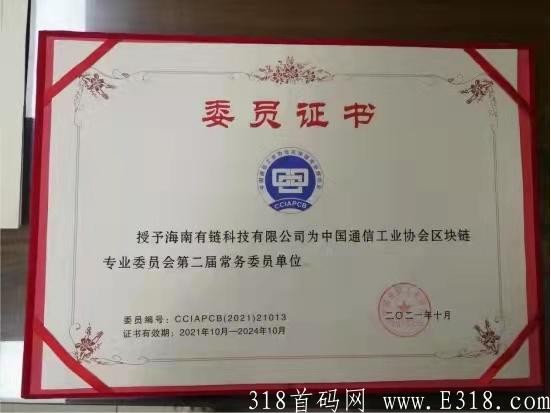 委员证书
CCIAPCB
授予海南有链科技有限公司为中国通信工业协会区块链
专业委员会第二届常务委员单位
委员编号：CCIAPCB(2021)21013
证书有效期：2021年10月—2024年10月
二〇二一年十月
318首码网 www.E318.com